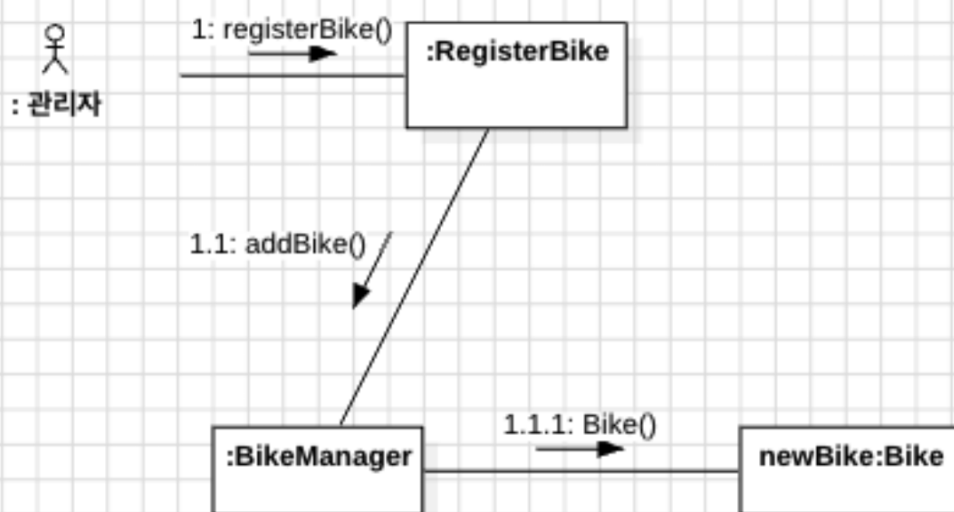 1: registerBike()
:RegisterBike
: 관리자
1.1: addBike()
1.1.1: Bike()
:BikeManager
newBike:Bike